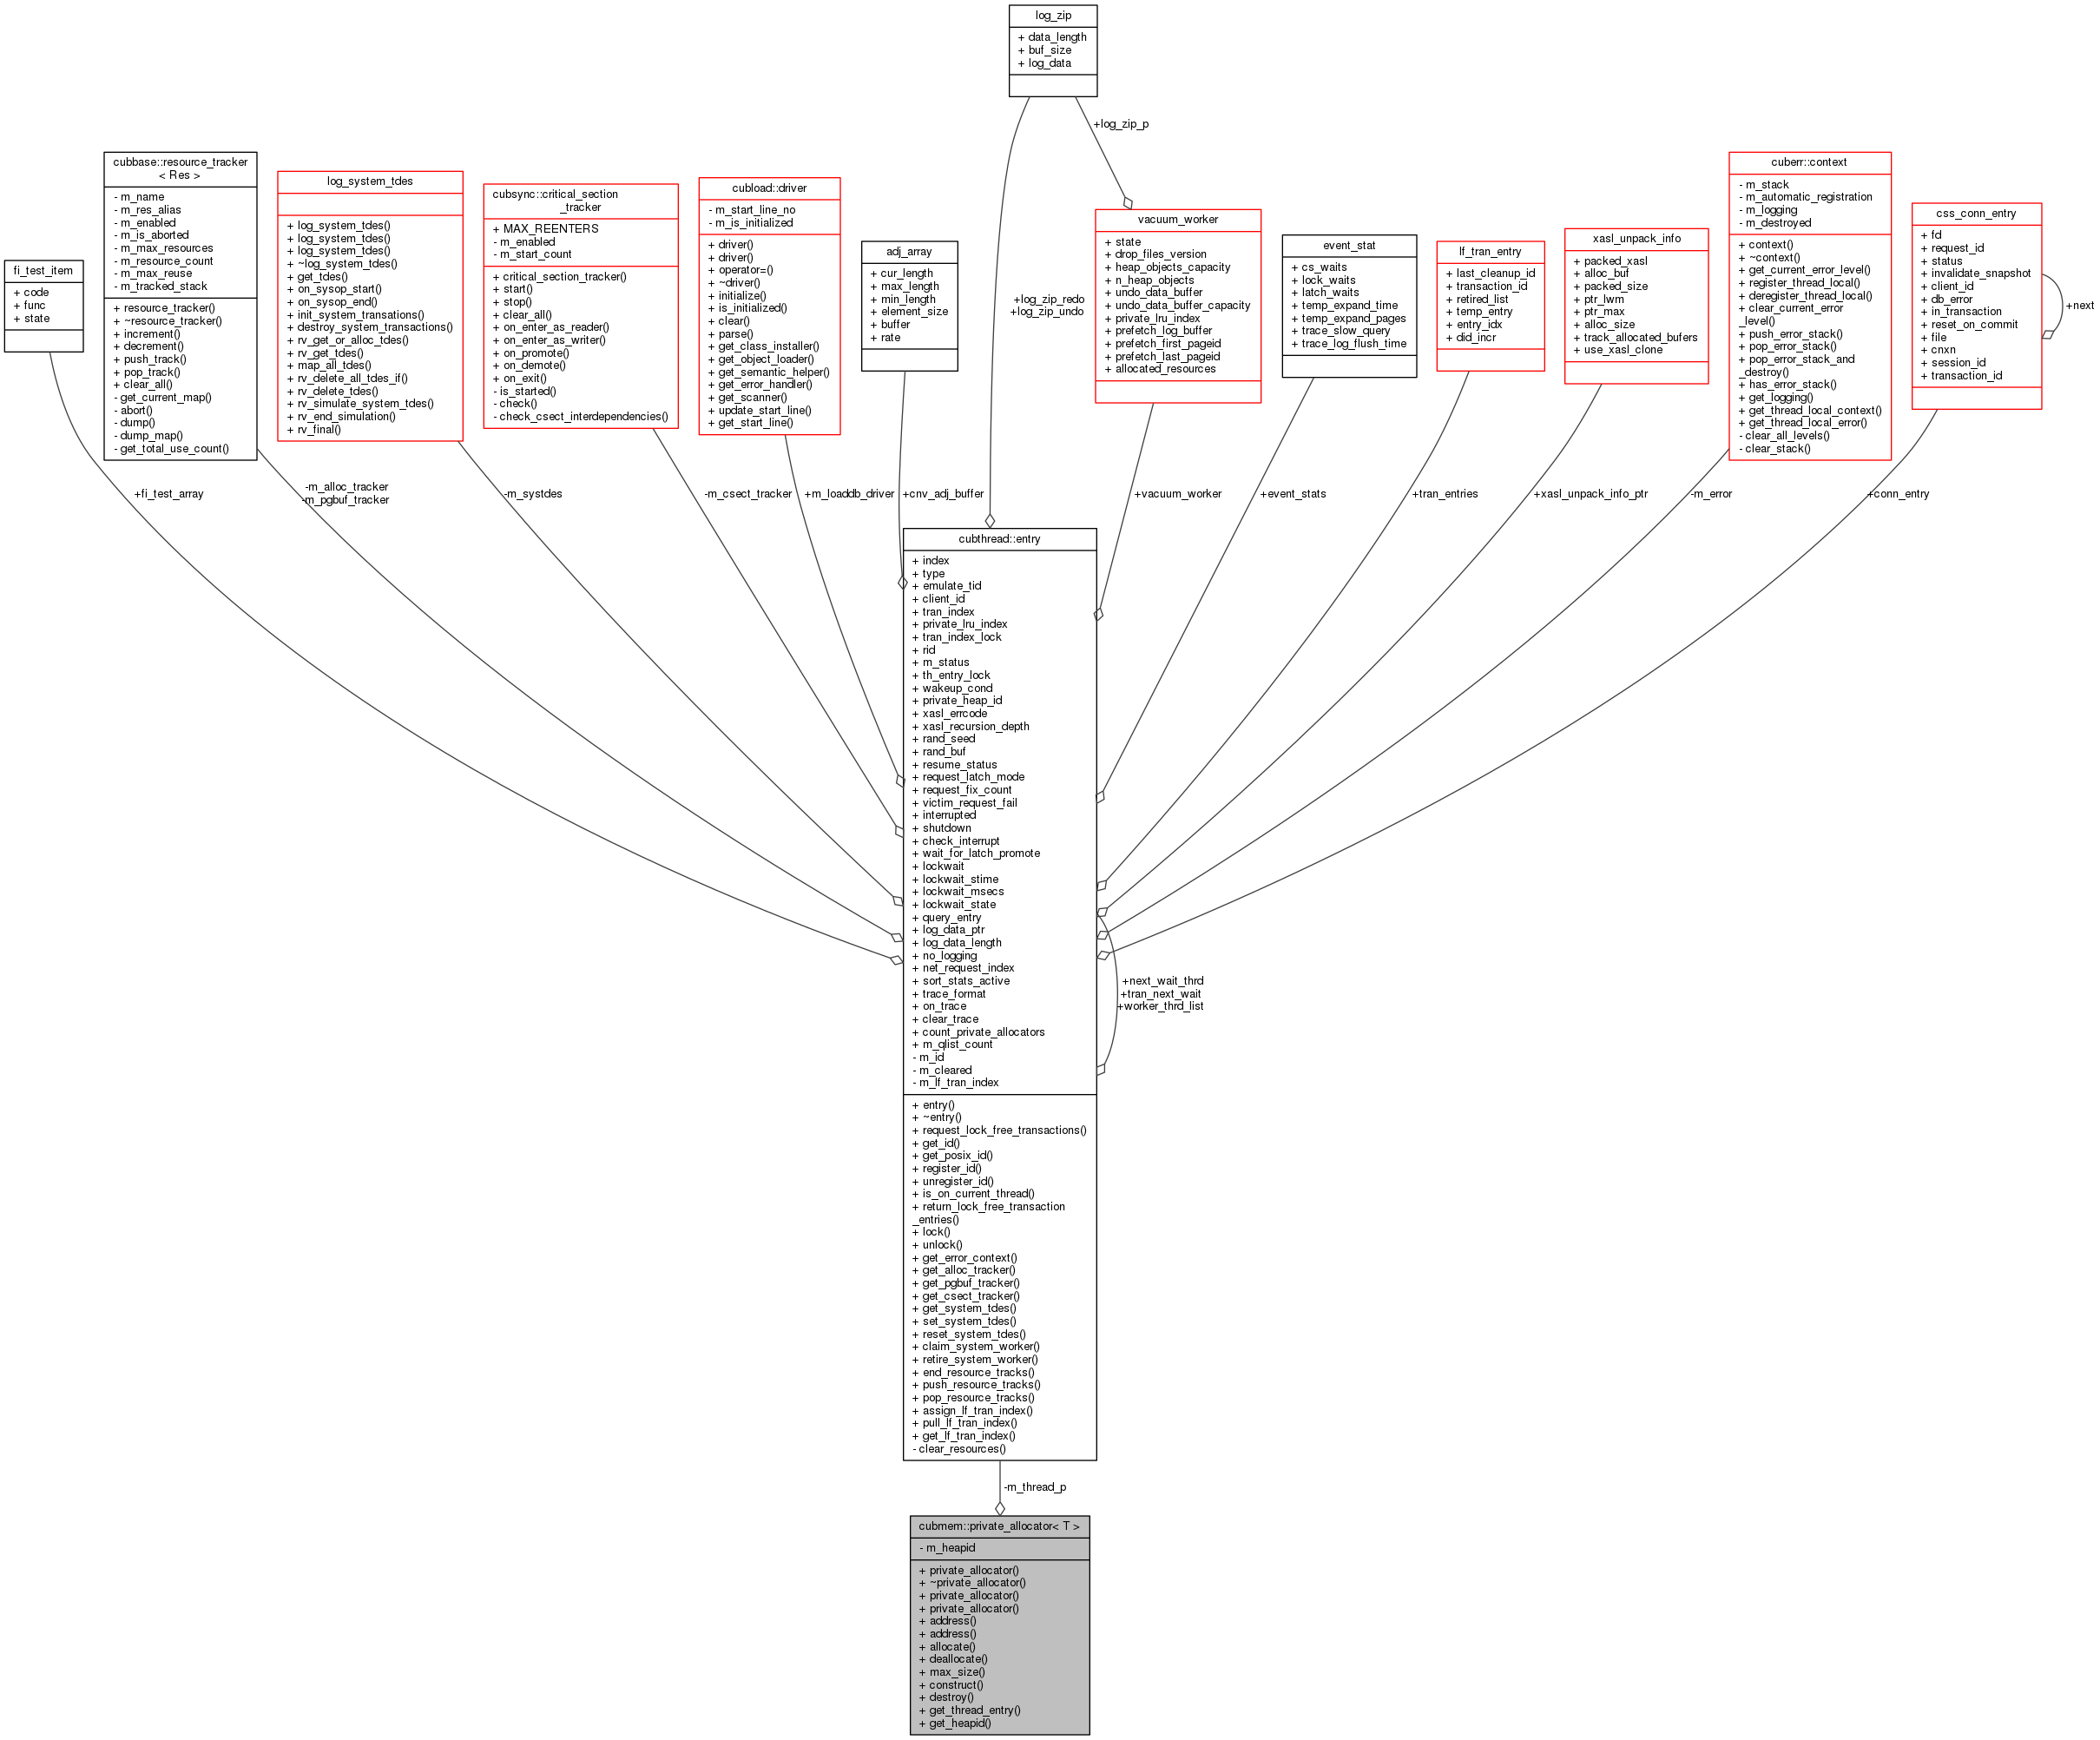 log_zip
+ data_length
+ buf_size
+ log_data
+log_zip_p
cubbase::resource_tracker
< Res >
- m_name
- m_res_alias
- m_enabled
- m_is_aborted
- m_max_resources
- m_resource_count
- m_max_reuse
- m_tracked_stack
+ resource_tracker()
+ ~resource_tracker()
+ increment()
+ decrement()
+ push_track()
+ pop_track()
+ clear_all()
- get_current_map()
- abort()
- dump()
- dump_map()
- get_total_use_count()
log_system_tdes
+ log_system_tdes()
+ log_system_tdes()
+ log_system_tdes()
+ ~log_system_tdes()
+ get_tdes()
+ on_sysop_start()
+ on_sysop_end()
+ init_system_transations()
+ destroy_system_transactions()
+ rv_get_or_alloc_tdes()
+ rv_get_tdes()
+ map_all_tdes()
+ rv_delete_all_tdes_if()
+ rv_delete_tdes()
+ rv_simulate_system_tdes()
+ rv_end_simulation()
+ rv_final()
cubsync::critical_section
_tracker
+ MAX_REENTERS
- m_enabled
- m_start_count
+ critical_section_tracker()
+ start()
+ stop()
+ clear_all()
+ on_enter_as_reader()
+ on_enter_as_writer()
+ on_promote()
+ on_demote()
+ on_exit()
- is_started()
- check()
- check_csect_interdependencies()
cubload::driver
- m_start_line_no
- m_is_initialized
+ driver()
+ driver()
+ operator=()
+ ~driver()
+ initialize()
+ is_initialized()
+ clear()
+ parse()
+ get_class_installer()
+ get_object_loader()
+ get_semantic_helper()
+ get_error_handler()
+ get_scanner()
+ update_start_line()
+ get_start_line()
adj_array
+ cur_length
+ max_length
+ min_length
+ element_size
+ buffer
+ rate
fi_test_item
+ code
+ func
+ state
+log_zip_redo
+log_zip_undo
vacuum_worker
+ state
+ drop_files_version
+ heap_objects_capacity
+ n_heap_objects
+ undo_data_buffer
+ undo_data_buffer_capacity
+ private_lru_index
+ prefetch_log_buffer
+ prefetch_first_pageid
+ prefetch_last_pageid
+ allocated_resources
event_stat
+ cs_waits
+ lock_waits
+ latch_waits
+ temp_expand_time
+ temp_expand_pages
+ trace_slow_query
+ trace_log_flush_time
lf_tran_entry
+ last_cleanup_id
+ transaction_id
+ retired_list
+ temp_entry
+ entry_idx
+ did_incr
xasl_unpack_info
+ packed_xasl
+ alloc_buf
+ packed_size
+ ptr_lwm
+ ptr_max
+ alloc_size
+ track_allocated_bufers
+ use_xasl_clone
cuberr::context
- m_stack
- m_automatic_registration
- m_logging
- m_destroyed
+ context()
+ ~context()
+ get_current_error_level()
+ register_thread_local()
+ deregister_thread_local()
+ clear_current_error
_level()
+ push_error_stack()
+ pop_error_stack()
+ pop_error_stack_and
_destroy()
+ has_error_stack()
+ get_logging()
+ get_thread_local_context()
+ get_thread_local_error()
- clear_all_levels()
- clear_stack()
css_conn_entry
+ fd
+ request_id
+ status
+ invalidate_snapshot
+ client_id
+ db_error
+ in_transaction
+ reset_on_commit
+ file
+ cnxn
+ session_id
+ transaction_id
+next
+fi_test_array
-m_alloc_tracker
-m_pgbuf_tracker
-m_systdes
-m_csect_tracker
+m_loaddb_driver
+cnv_adj_buffer
+vacuum_worker
+event_stats
+tran_entries
+xasl_unpack_info_ptr
-m_error
+conn_entry
cubthread::entry
+ index
+ type
+ emulate_tid
+ client_id
+ tran_index
+ private_lru_index
+ tran_index_lock
+ rid
+ m_status
+ th_entry_lock
+ wakeup_cond
+ private_heap_id
+ xasl_errcode
+ xasl_recursion_depth
+ rand_seed
+ rand_buf
+ resume_status
+ request_latch_mode
+ request_fix_count
+ victim_request_fail
+ interrupted
+ shutdown
+ check_interrupt
+ wait_for_latch_promote
+ lockwait
+ lockwait_stime
+ lockwait_msecs
+ lockwait_state
+ query_entry
+ log_data_ptr
+ log_data_length
+ no_logging
+ net_request_index
+ sort_stats_active
+ trace_format
+ on_trace
+ clear_trace
+ count_private_allocators
+ m_qlist_count
- m_id
- m_cleared
- m_lf_tran_index
+ entry()
+ ~entry()
+ request_lock_free_transactions()
+ get_id()
+ get_posix_id()
+ register_id()
+ unregister_id()
+ is_on_current_thread()
+ return_lock_free_transaction
_entries()
+ lock()
+ unlock()
+ get_error_context()
+ get_alloc_tracker()
+ get_pgbuf_tracker()
+ get_csect_tracker()
+ get_system_tdes()
+ set_system_tdes()
+ reset_system_tdes()
+ claim_system_worker()
+ retire_system_worker()
+ end_resource_tracks()
+ push_resource_tracks()
+ pop_resource_tracks()
+ assign_lf_tran_index()
+ pull_lf_tran_index()
+ get_lf_tran_index()
- clear_resources()
+next_wait_thrd
+tran_next_wait
+worker_thrd_list
-m_thread_p
cubmem::private_allocator< T >
- m_heapid
+ private_allocator()
+ ~private_allocator()
+ private_allocator()
+ private_allocator()
+ address()
+ address()
+ allocate()
+ deallocate()
+ max_size()
+ construct()
+ destroy()
+ get_thread_entry()
+ get_heapid()